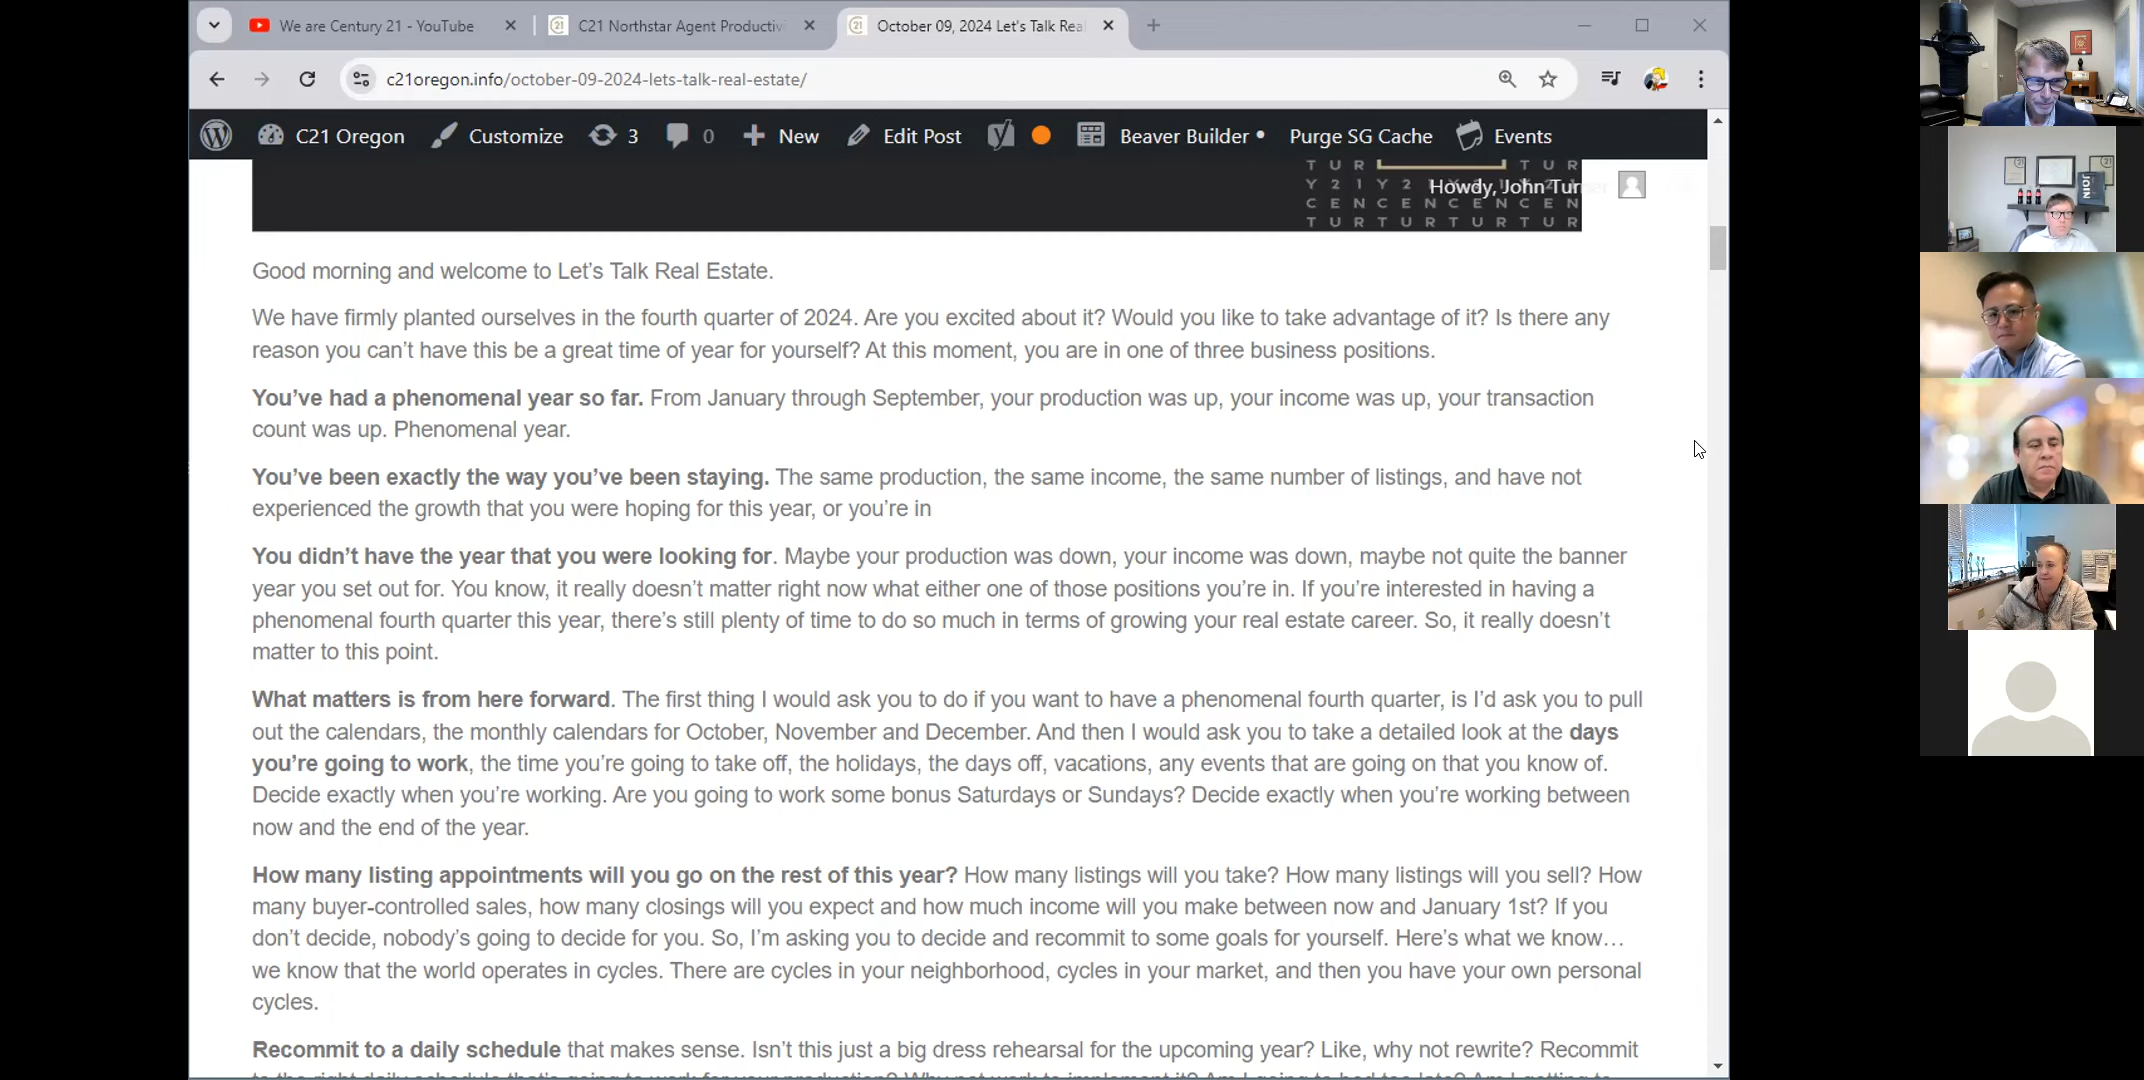 We are Century 21 - YouTube
C21 Northstar Agent Productivi
October 09, 2024 Let's Talk Rea
c21oregon.info/october-09-2024-lets-talk-real-estate/
C21 Oregon Customize 3 0 New Edit Post Beaver Builder Purge SG Cache Events
T U R T U R
Y 2 1 Y 2
Howdy, John Turner
C E N C E N C E N C E N
T U R T U R T U R T U R
Good morning and welcome to Let’s Talk Real Estate.
We have firmly planted ourselves in the fourth quarter of 2024. Are you excited about it? Would you like to take advantage of it? Is there any
reason you can’t have this be a great time of year for yourself? At this moment, you are in one of three business positions.
You’ve had a phenomenal year so far. From January through September, your production was up, your income was up, your transaction
count was up. Phenomenal year.
You’ve been exactly the way you’ve been staying. The same production, the same income, the same number of listings, and have not
experienced the growth that you were hoping for this year, or you’re in
You didn’t have the year that you were looking for. Maybe your production was down, your income was down, maybe not quite the banner
year you set out for. You know, it really doesn’t matter right now what either one of those positions you’re in. If you’re interested in having a
phenomenal fourth quarter this year, there’s still plenty of time to do so much in terms of growing your real estate career. So, it really doesn’t
matter to this point.
What matters is from here forward. The first thing I would ask you to do if you want to have a phenomenal fourth quarter, is I’d ask you to pull
out the calendars, the monthly calendars for October, November and December. And then I would ask you to take a detailed look at the days
you’re going to work, the time you’re going to take off, the holidays, the days off, vacations, any events that are going on that you know of.
Decide exactly when you’re working. Are you going to work some bonus Saturdays or Sundays? Decide exactly when you’re working between
now and the end of the year.
How many listing appointments will you go on the rest of this year? How many listings will you take? How many listings will you sell? How
many buyer-controlled sales, how many closings will you expect and how much income will you make between now and January 1st? If you
don’t decide, nobody’s going to decide for you. So, I’m asking you to decide and recommit to some goals for yourself. Here’s what we know…
we know that the world operates in cycles. There are cycles in your neighborhood, cycles in your market, and then you have your own personal
cycles.
Recommit to a daily schedule that makes sense. Isn’t this just a big dress rehearsal for the upcoming year? Like, why not rewrite? Recommit
JOIN